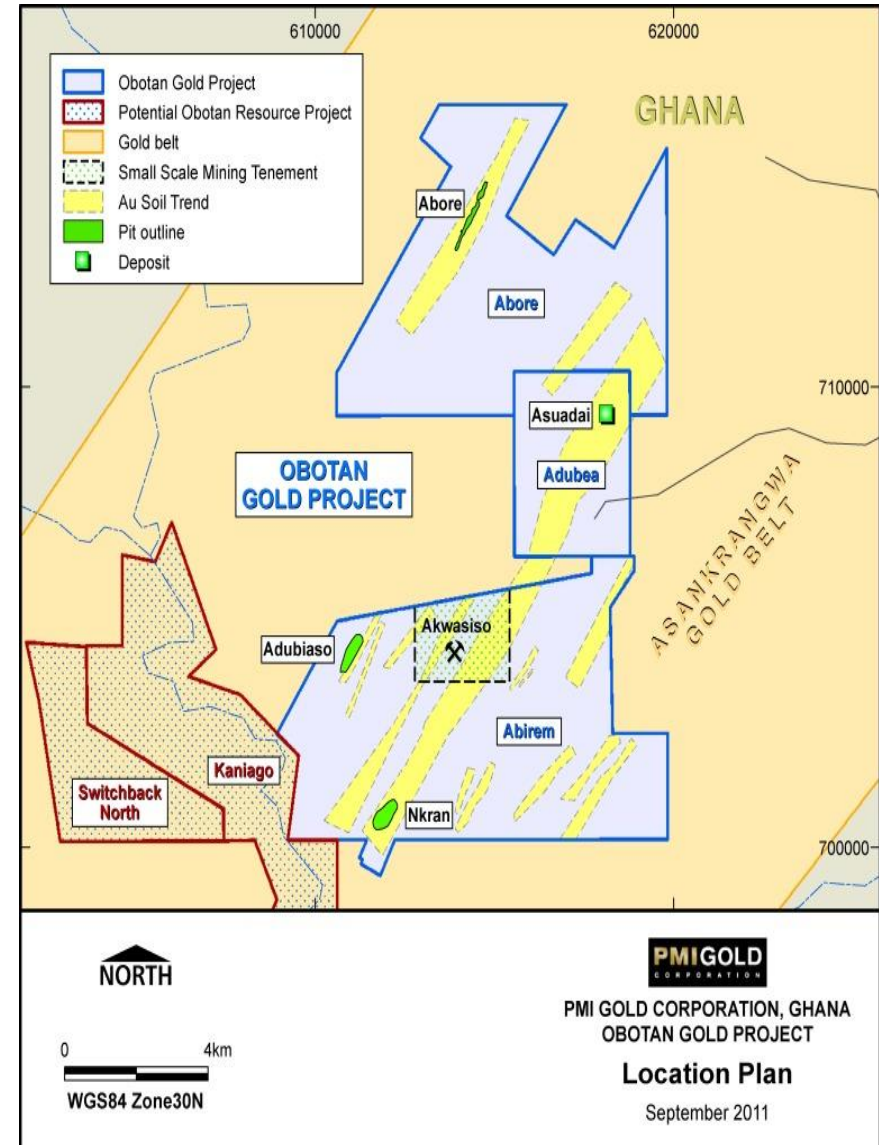 610000
620000
Obotan Gold Project
Potential Obotan Resource Project
Gold belt
Small Scale Mining Tenement
Au Soil Trend
Pit outline
Deposit
GHANA
Abore
Abore
710000
Asuadai
Adubea
OBOTAN
GOLD PROJECT
ASANKRANGWA
GOLD BELT
Akwasiso
Adubiaso
Abirem
Kaniago
Switchback
North
Nkran
700000
NORTH
0 4km
WGS84 Zone30N
PMIGOLD
CORPORATION
PMI GOLD CORPORATION, GHANA
OBOTAN GOLD PROJECT
Location Plan
September 2011